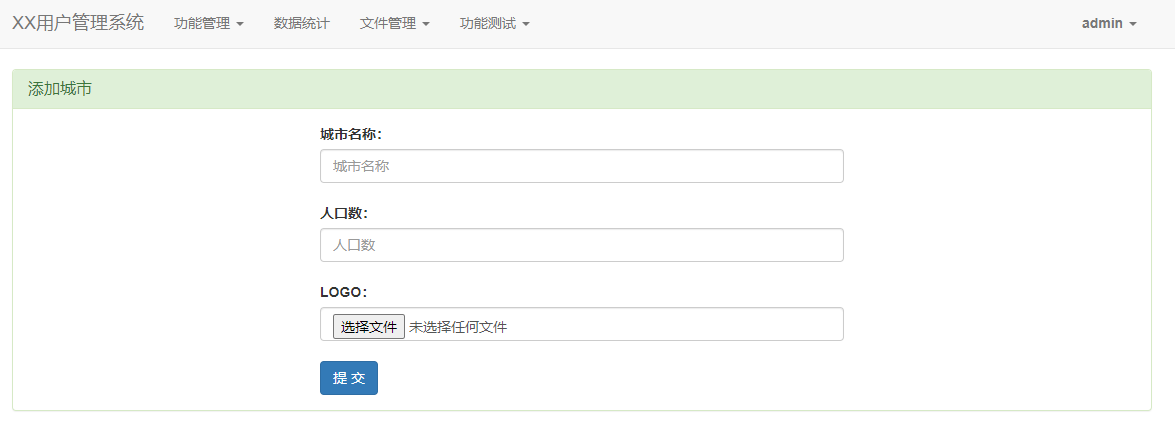 XX用户管理系统 功能管理 数据统计 文件管理 功能测试 admin
添加城市
城市名称：
城市名称
人口数：
人口数
LOGO：
选择文件 未选择任何文件
提 交